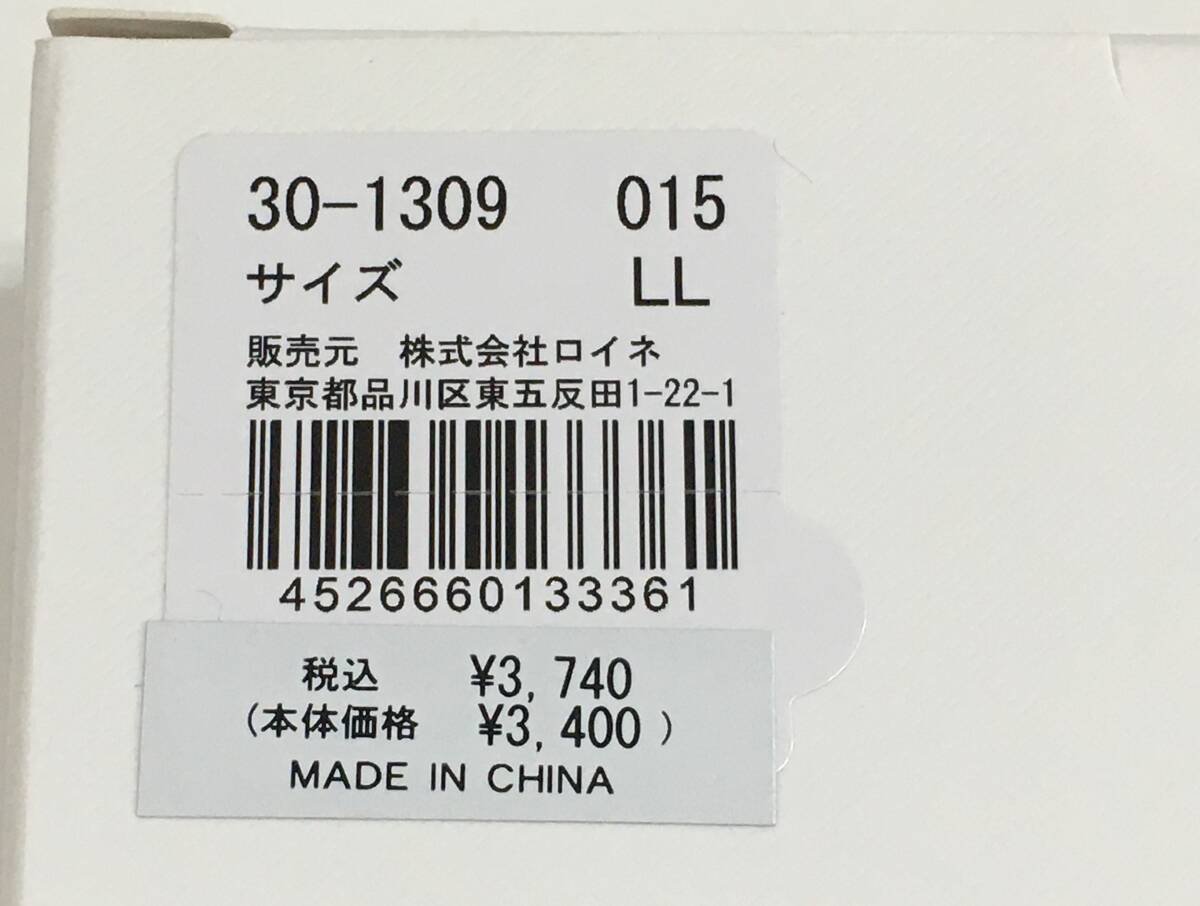 30-1309 015
サイズ LL
販売元 株式会社ロイネ
東京都品川区東五反田1-22-1
4526660133361
税込 ¥3,740
(本体価格 ¥3,400)
MADE IN CHINA